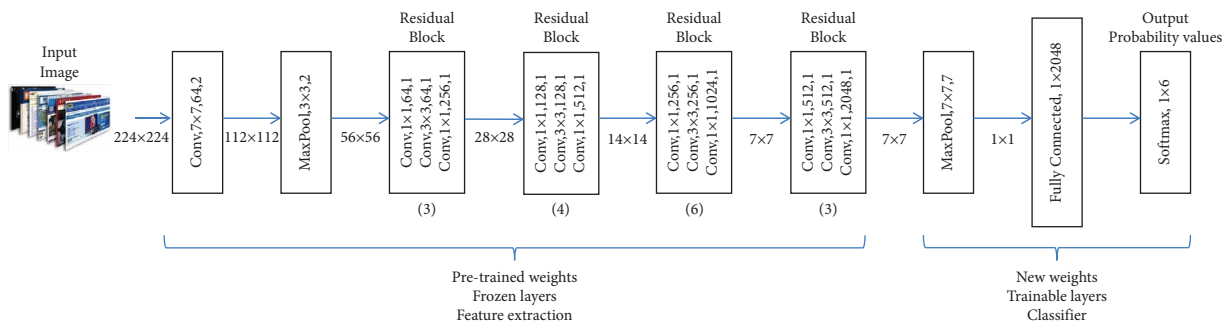 Input
Image
224×224
Conv,7×7,64,2
112×112
MaxPool,3×3,2
56×56
Residual
Block
Conv,1×1,64,1
Conv,3×3,64,1
Conv,1×1,256,1
(3)
28×28
Residual
Block
Conv,1×1,128,1
Conv,3×3,128,1
Conv,1×1,512,1
(4)
14×14
Residual
Block
Conv,1×1,256,1
Conv,3×3,256,1
Conv,1×1,1024,1
(6)
7×7
Residual
Block
Conv,1×1,512,1
Conv,3×3,512,1
Conv,1×1,2048,1
(3)
7×7
MaxPool,7×7,7
1×1
Fully Connected, 1×2048
Output
Probability values
Softmax, 1×6
Pre-trained weights
Frozen layers
Feature extraction
New weights
Trainable layers
Classifier